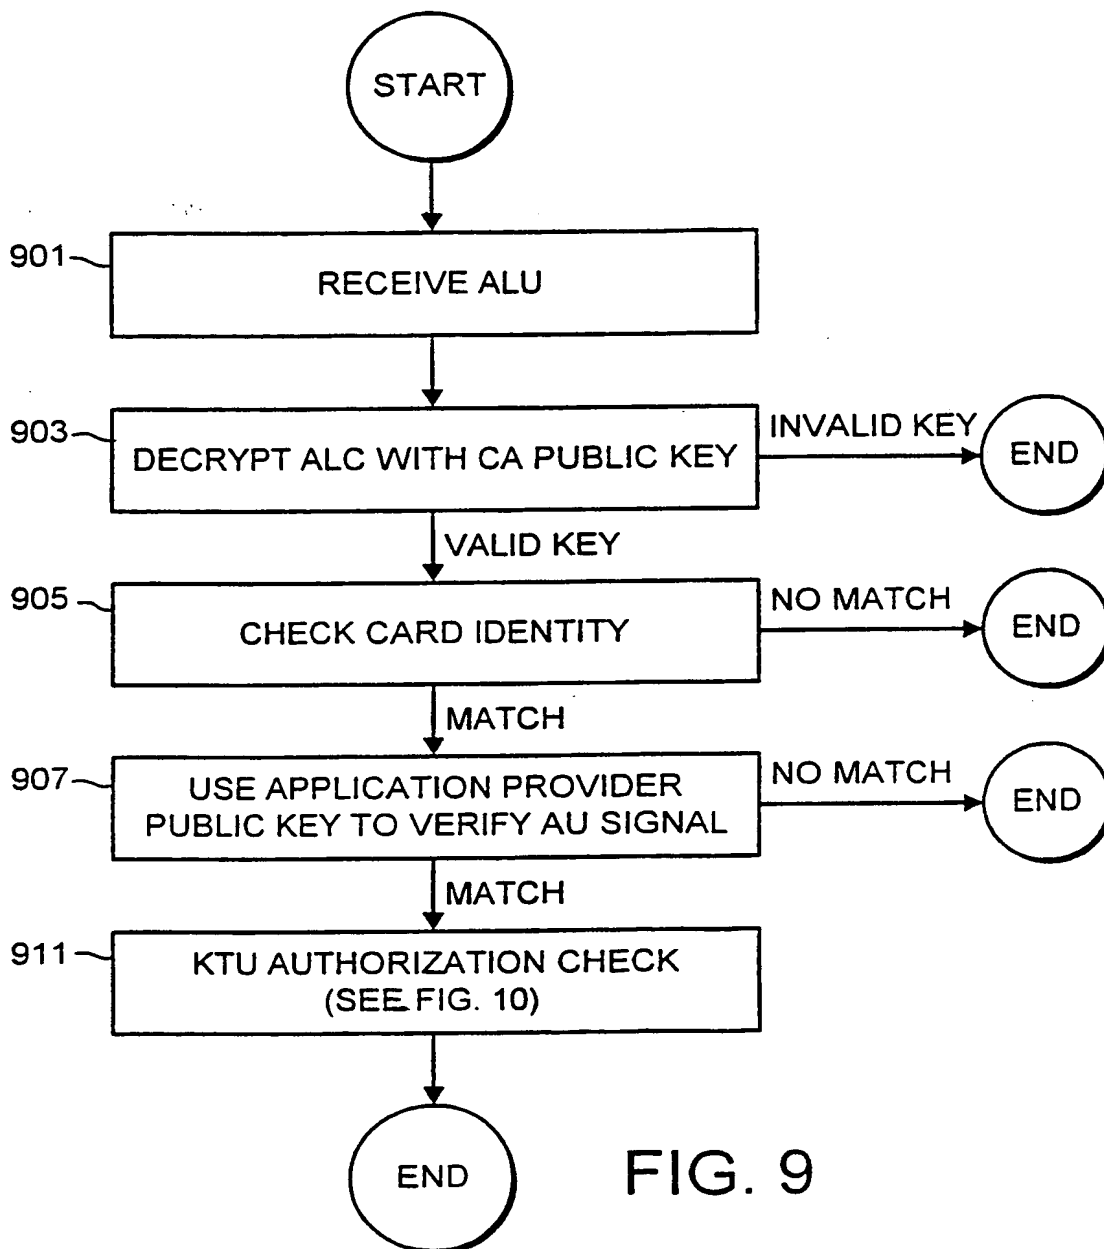 START
901
RECEIVE ALU
903
DECRYPT ALC WITH CA PUBLIC KEY
INVALID KEY
END
VALID KEY
905
CHECK CARD IDENTITY
NO MATCH
END
MATCH
907
USE APPLICATION PROVIDER
PUBLIC KEY TO VERIFY AU SIGNAL
NO MATCH
END
MATCH
911
KTU AUTHORIZATION CHECK
(SEE FIG. 10)
END
FIG. 9